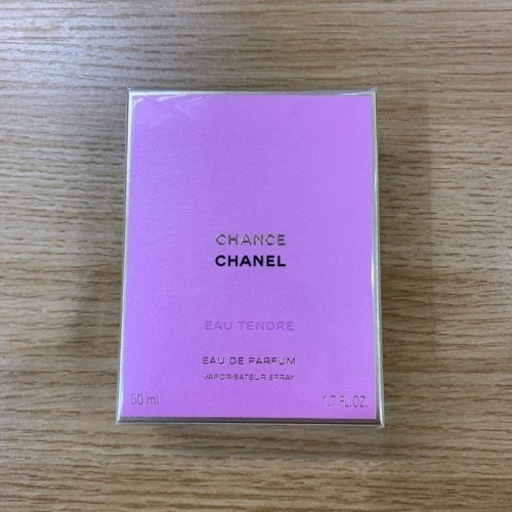 CHANCE
CHANEL
EAU TENDRE
EAU DE PARFUM
VAPORISATEUR SPRAY
50 ml 1.7 FL.OZ.